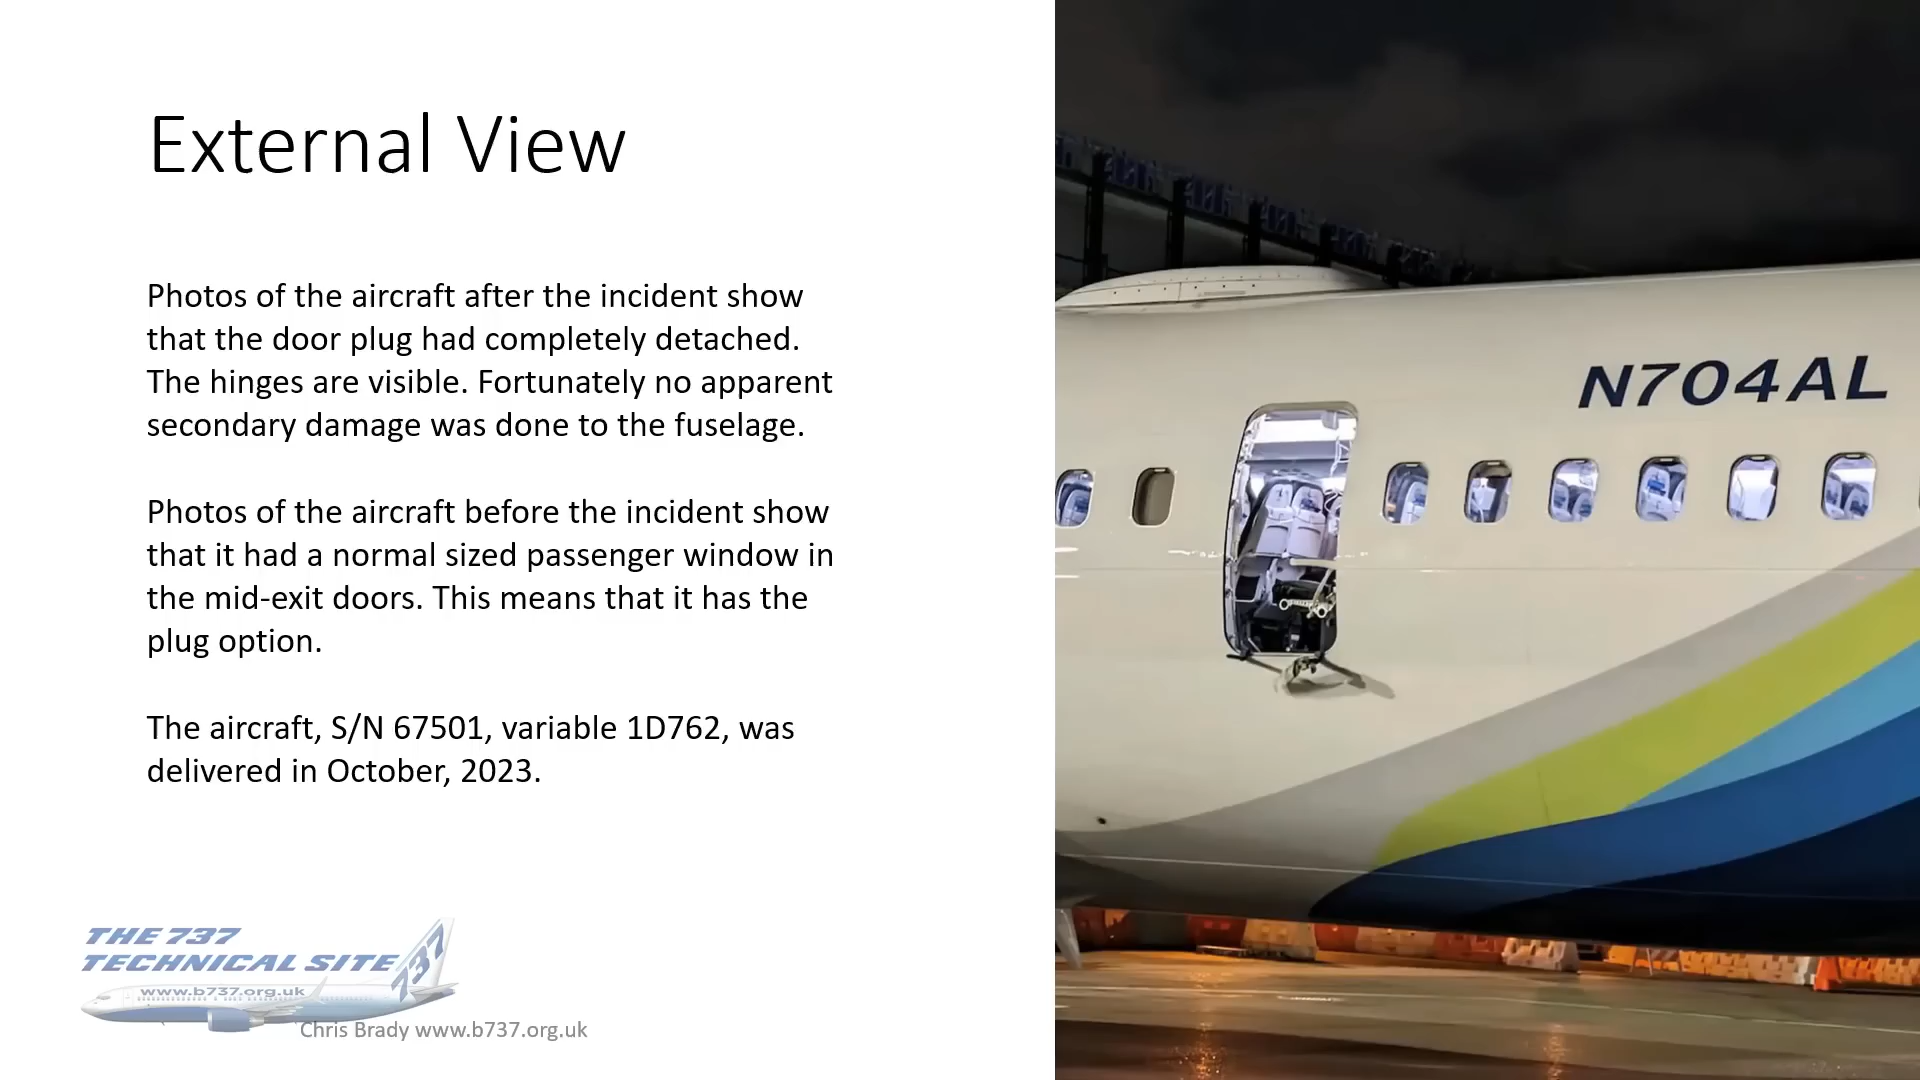 External View
Photos of the aircraft after the incident show
that the door plug had completely detached.
The hinges are visible. Fortunately no apparent
secondary damage was done to the fuselage.
Photos of the aircraft before the incident show
that it had a normal sized passenger window in
the mid-exit doors. This means that it has the
plug option.
The aircraft, S/N 67501, variable 1D762, was
delivered in October, 2023.
N704AL
THE 737
TECHNICAL SITE
737
www.b737.org.uk
Chris Brady www.b737.org.uk